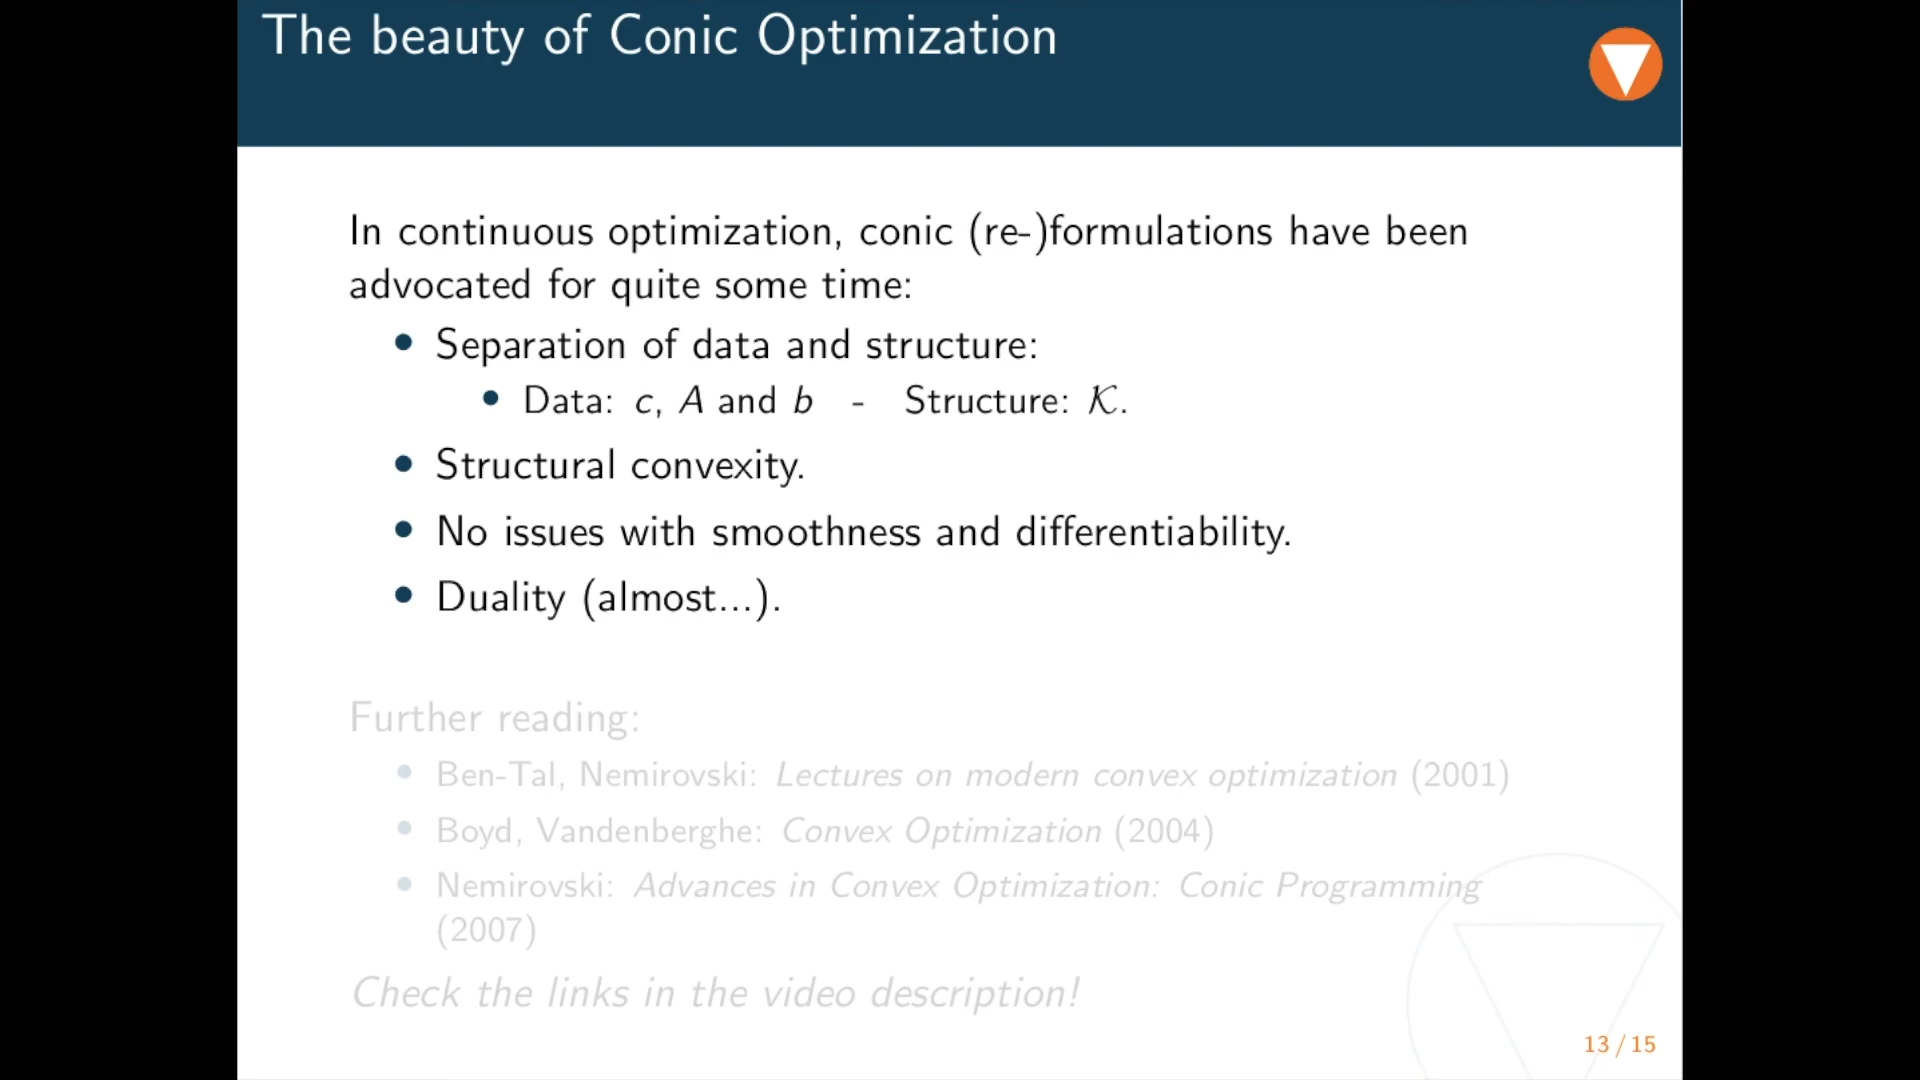 The beauty of Conic Optimization
In continuous optimization, conic (re-)formulations have been
advocated for quite some time:
• Separation of data and structure:
• Data: c, A and b - Structure: 𝒦.
• Structural convexity.
• No issues with smoothness and differentiability.
• Duality (almost...).
Further reading:
• Ben-Tal, Nemirovski: Lectures on modern convex optimization (2001)
• Boyd, Vandenberghe: Convex Optimization (2004)
• Nemirovski: Advances in Convex Optimization: Conic Programming
(2007)
Check the links in the video description!
13 / 15